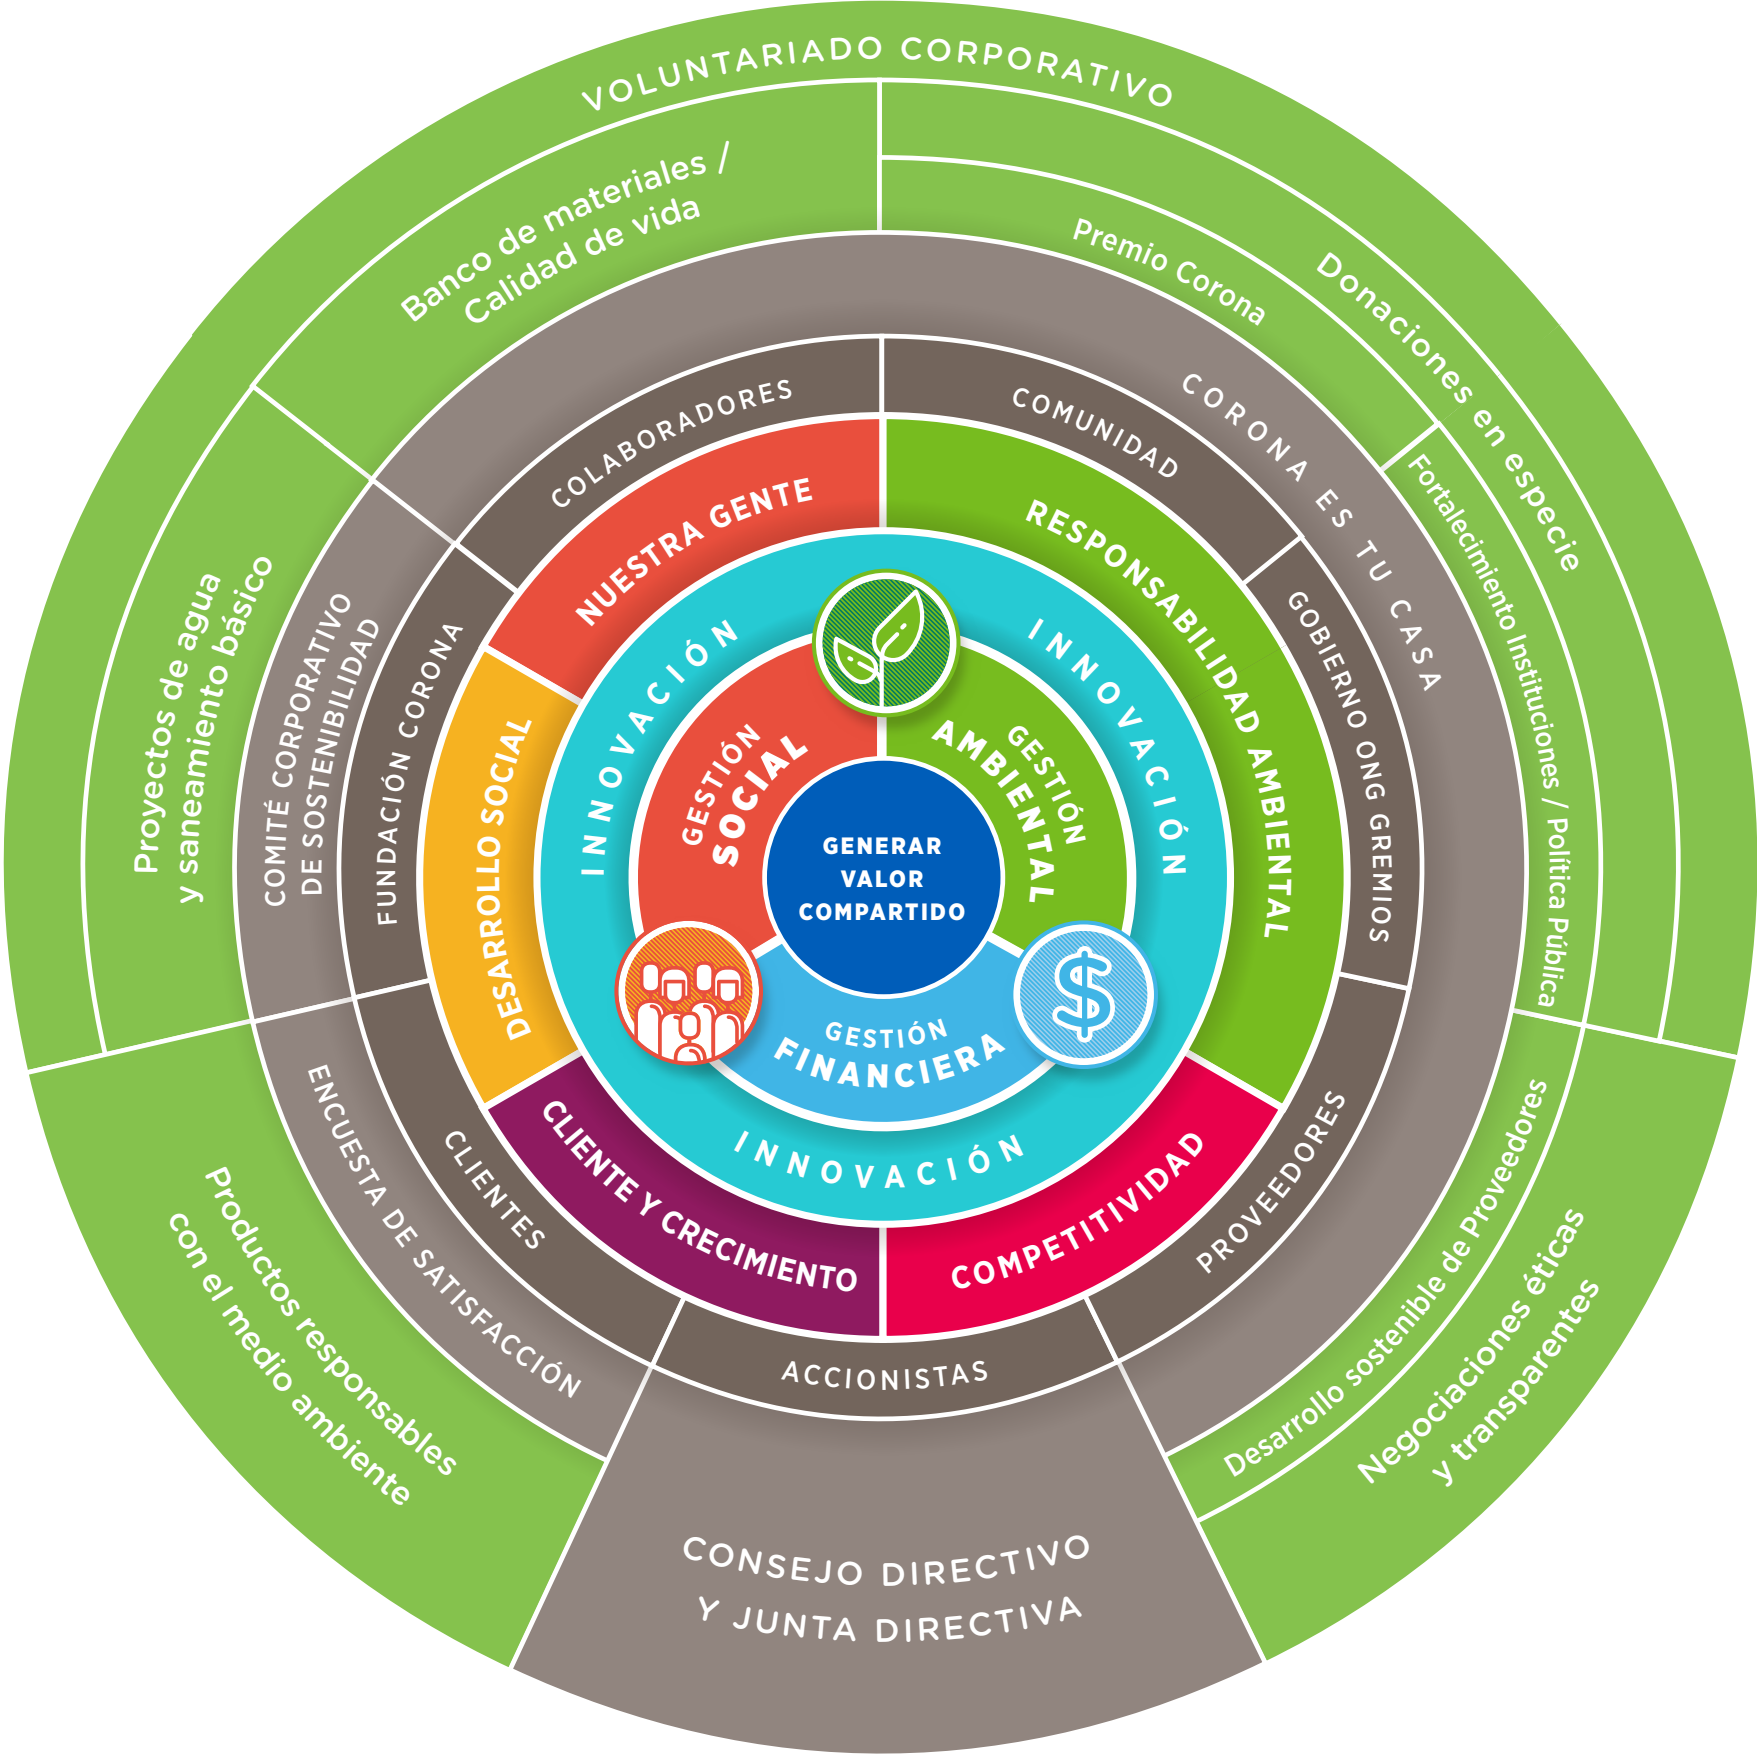 VOLUNTARIADO CORPORATIVO
Banco de materiales /
Calidad de vida
Premio Corona
Donaciones en especie
Fortalecimiento Instituciones / Política Pública
Proyectos de agua
y saneamiento básico
COMITÉ CORPORATIVO
DE SOSTENIBILIDAD
CORONA ES TU CASA
COLABORADORES
COMUNIDAD
FUNDACIÓN CORONA
GOBIERNO ONG GREMIOS
NUESTRA GENTE
RESPONSABILIDAD AMBIENTAL
DESARROLLO SOCIAL
INNOVACIÓN
INNOVACIÓN
GESTIÓN
SOCIAL
GESTIÓN
AMBIENTAL
GENERAR
VALOR
COMPARTIDO
GESTIÓN
FINANCIERA
$
INNOVACIÓN
CLIENTE Y CRECIMIENTO
COMPETITIVIDAD
CLIENTES
PROVEEDORES
ACCIONISTAS
ENCUESTA DE SATISFACCIÓN
Productos responsables
con el medio ambiente
Desarrollo sostenible de Proveedores
Negociaciones éticas
y transparentes
CONSEJO DIRECTIVO
Y JUNTA DIRECTIVA